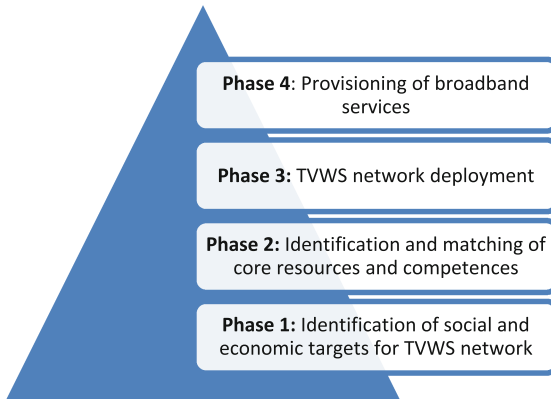 Phase 4: Provisioning of broadband
services
Phase 3: TVWS network deployment
Phase 2: Identification and matching of
core resources and competences
Phase 1: Identification of social and
economic targets for TVWS network